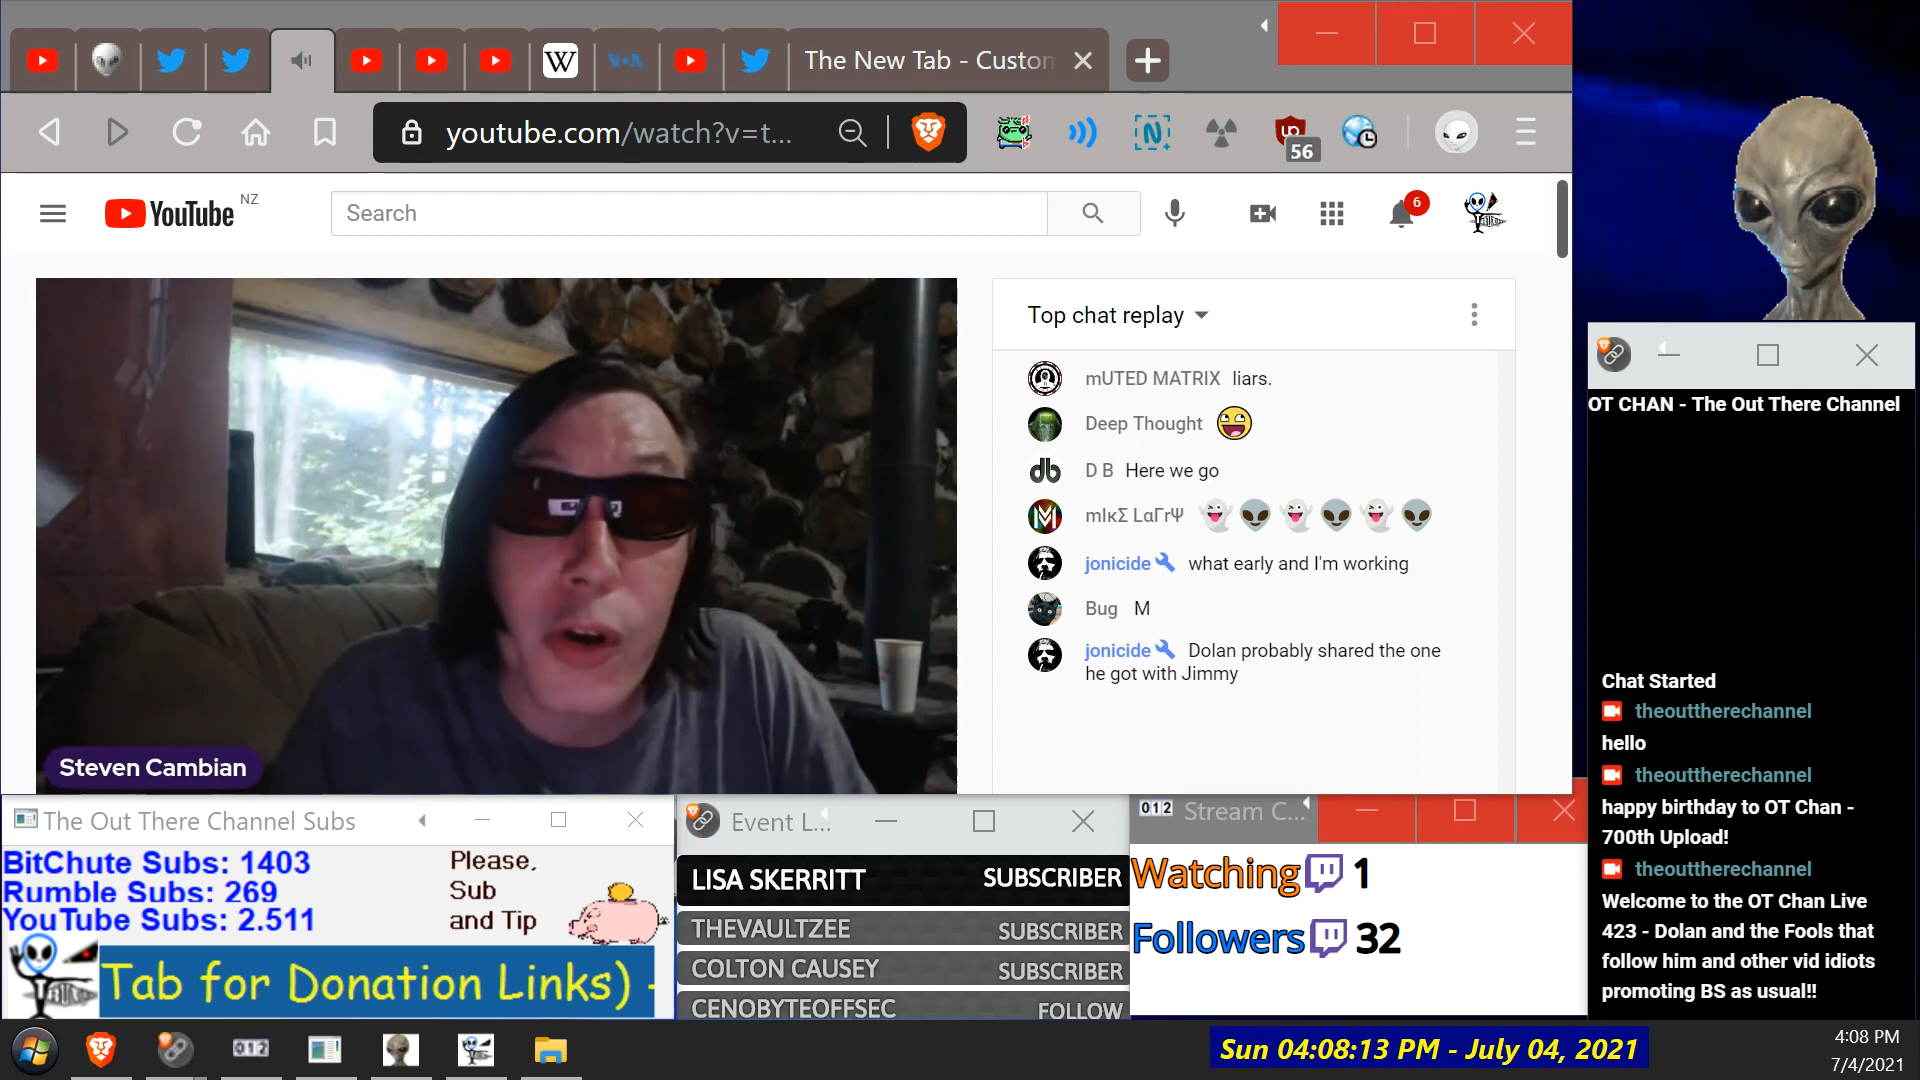 The New Tab - Custom
youtube.com/watch?v=t...
56
YouTube NZ
Search
6
Top chat replay
mUTED MATRIX liars.
Deep Thought
D B Here we go
mIκΣ LαΓrΨ
jonicide what early and I'm working
Bug M
jonicide Dolan probably shared the one
he got with Jimmy
Steven Cambian
OT CHAN - The Out There Channel
Chat Started
theouttherechannel
hello
theouttherechannel
happy birthday to OT Chan -
700th Upload!
theouttherechannel
Welcome to the OT Chan Live
423 - Dolan and the Fools that
follow him and other vid idiots
promoting BS as usual!!
The Out There Channel Subs
BitChute Subs: 1403
Rumble Subs: 269
YouTube Subs: 2.511
Please,
Sub
and Tip
Tab for Donation Links) -
Event L...
LISA SKERRITT SUBSCRIBER
THEVAULTZEE SUBSCRIBER
COLTON CAUSEY SUBSCRIBER
CENOBYTEOFFSEC FOLLOW
012 Stream C...
Watching 1
Followers 32
012
Sun 04:08:13 PM - July 04, 2021
4:08 PM
7/4/2021